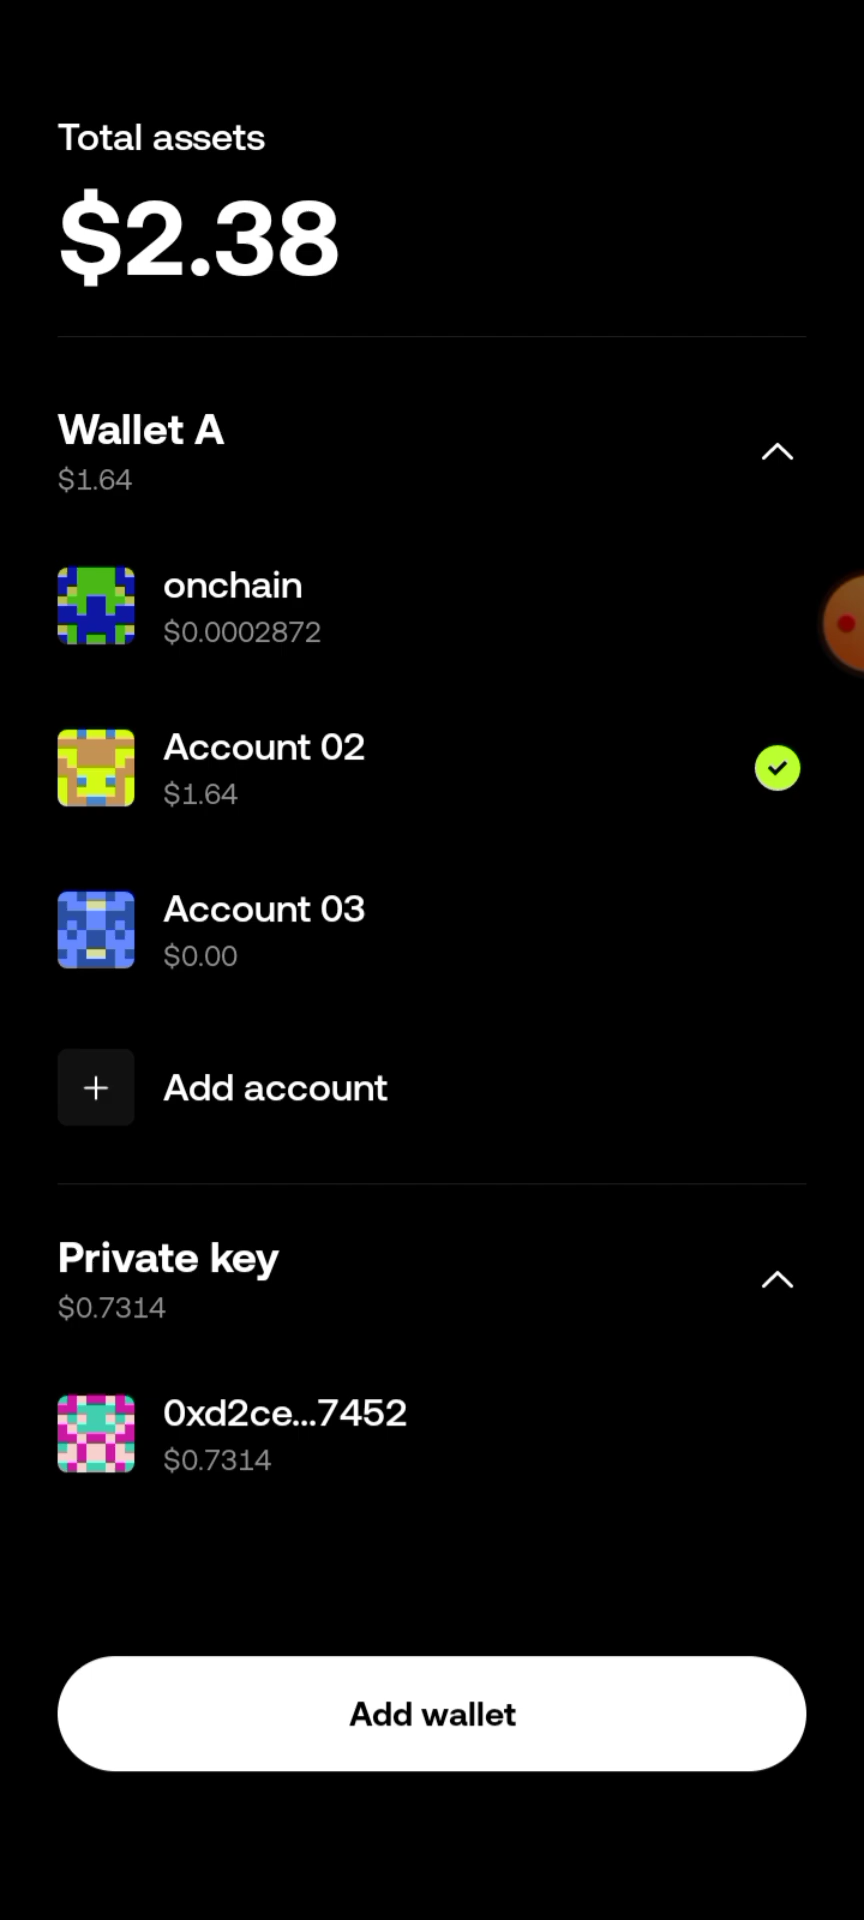 Total assets
$2.38
Wallet A
$1.64
onchain
$0.0002872
Account 02
$1.64
Account 03
$0.00
Add account
Private key
$0.7314
0xd2ce...7452
$0.7314
Add wallet